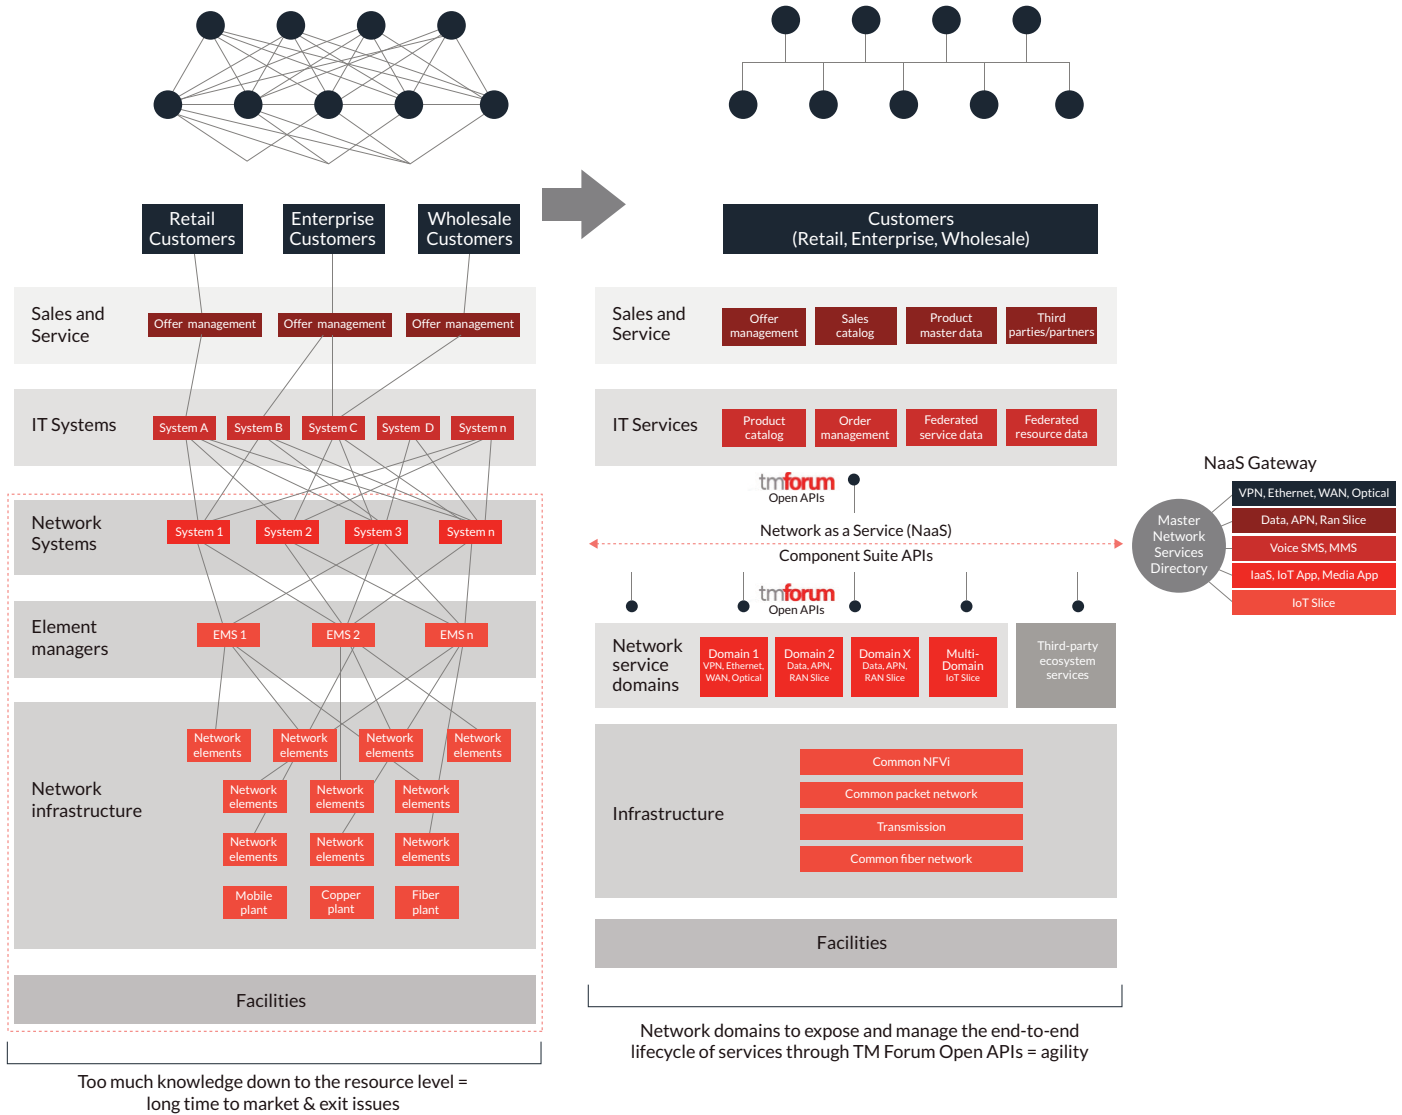 Retail
Customers
Enterprise
Customers
Wholesale
Customers
Sales and
Service
Offer management
Offer management
Offer management
IT Systems
System A
System B
System C
System D
System n
Network
Systems
System 1
System 2
System 3
System n
Element
managers
EMS 1
EMS 2
EMS n
Network
infrastructure
Network
elements
Network
elements
Network
elements
Network
elements
Network
elements
Network
elements
Network
elements
Network
elements
Network
elements
Network
elements
Mobile
plant
Copper
plant
Fiber
plant
Facilities
Too much knowledge down to the resource level =
long time to market & exit issues
Customers
(Retail, Enterprise, Wholesale)
Sales and
Service
Offer
management
Sales
catalog
Product
master data
Third
parties/partners
IT Services
Product
catalog
Order
management
Federated
service data
Federated
resource data
tmforum
Open APIs
Network as a Service (NaaS)
Component Suite APIs
tmforum
Open APIs
Network
service
domains
Domain 1
VPN, Ethernet,
WAN, Optical
Domain 2
Data, APN,
RAN Slice
Domain X
Data, APN,
RAN Slice
Multi-
Domain
IoT Slice
Third-party
ecosystem
services
Infrastructure
Common NFVi
Common packet network
Transmission
Common fiber network
Facilities
Network domains to expose and manage the end-to-end
lifecycle of services through TM Forum Open APIs = agility
NaaS Gateway
Master
Network
Services
Directory
VPN, Ethernet, WAN, Optical
Data, APN, Ran Slice
Voice SMS, MMS
IaaS, IoT App, Media App
IoT Slice